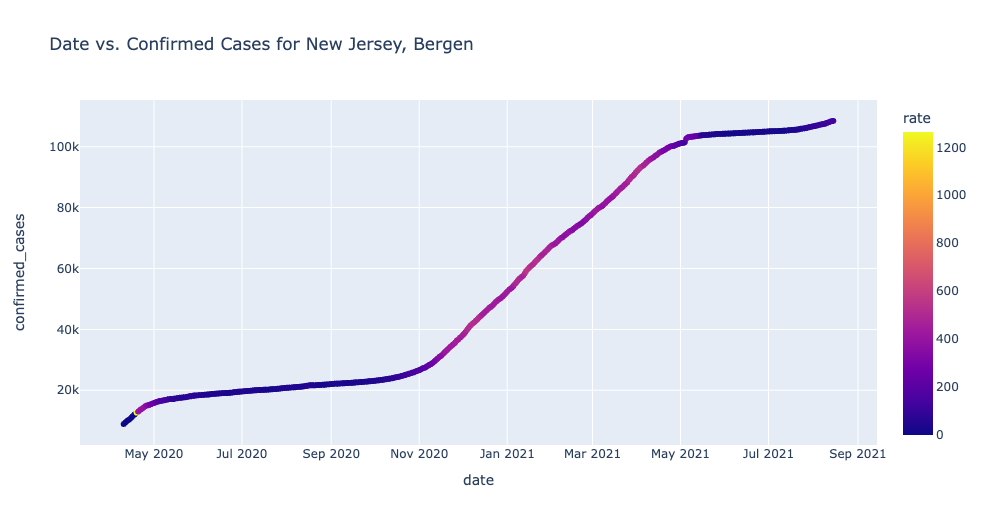 Date vs. Confirmed Cases for New Jersey, Bergen
rate
100k
80k
60k
40k
20k
confirmed_cases
1200
1000
800
600
400
200
0
May 2020 Jul 2020 Sep 2020 Nov 2020 Jan 2021 Mar 2021 May 2021 Jul 2021 Sep 2021
date